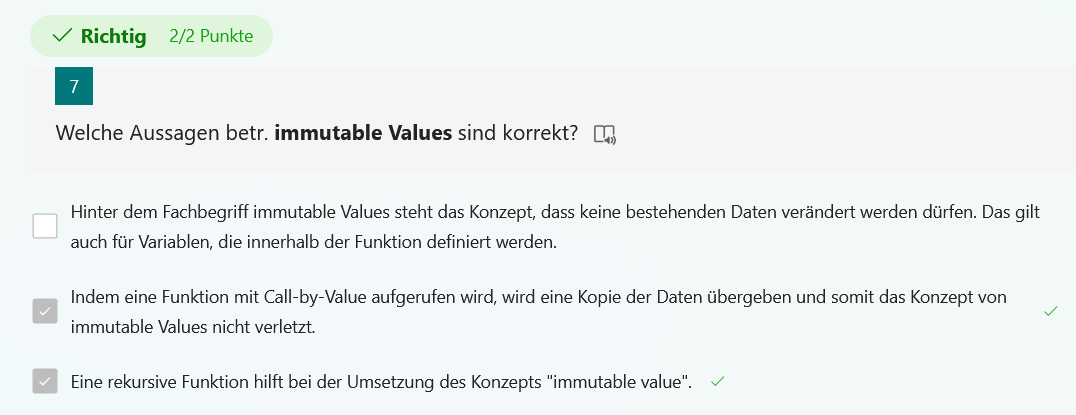 Richtig 2/2 Punkte
7
Welche Aussagen betr. immutable Values sind korrekt?
Hinter dem Fachbegriff immutable Values steht das Konzept, dass keine bestehenden Daten verändert werden dürfen. Das gilt
auch für Variablen, die innerhalb der Funktion definiert werden.
Indem eine Funktion mit Call-by-Value aufgerufen wird, wird eine Kopie der Daten übergeben und somit das Konzept von
immutable Values nicht verletzt.
Eine rekursive Funktion hilft bei der Umsetzung des Konzepts "immutable value".